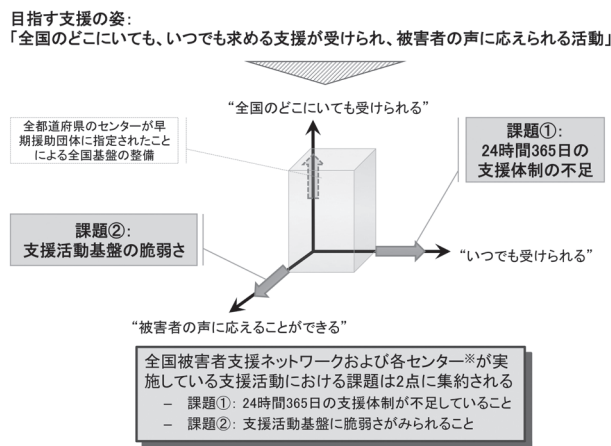 目指す支援の姿：
「全国のどこにいても、いつでも求める支援が受けられ、被害者の声に応えられる活動」
“全国のどこにいても受けられる”
全都道府県のセンターが早
期援助団体に指定されたこと
による全国基盤の整備
課題①：
24時間365日の
支援体制の不足
課題②：
支援活動基盤の脆弱さ
“いつでも受けられる”
“被害者の声に応えることができる”
全国被害者支援ネットワークおよび各センター※が実
施している支援活動における課題は2点に集約される
– 課題①：24時間365日の支援体制が不足していること
– 課題②：支援活動基盤に脆弱さがみられること